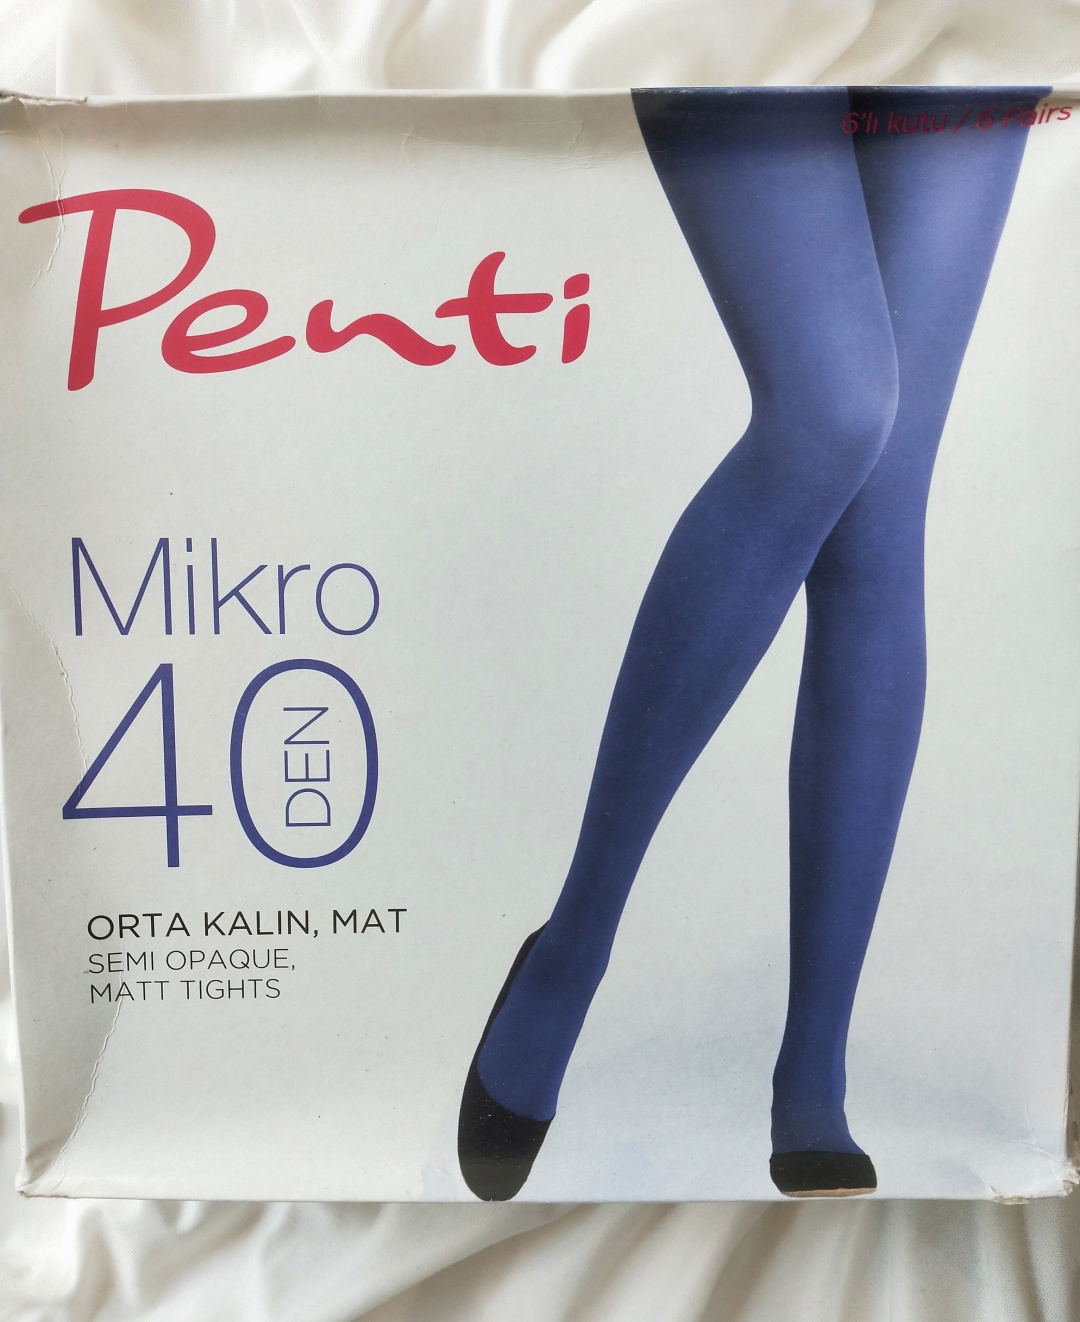 6'lı kutu / 6 Pairs
Penti
Mikro
40
DEN
ORTA KALIN, MAT
SEMI OPAQUE,
MATT TIGHTS